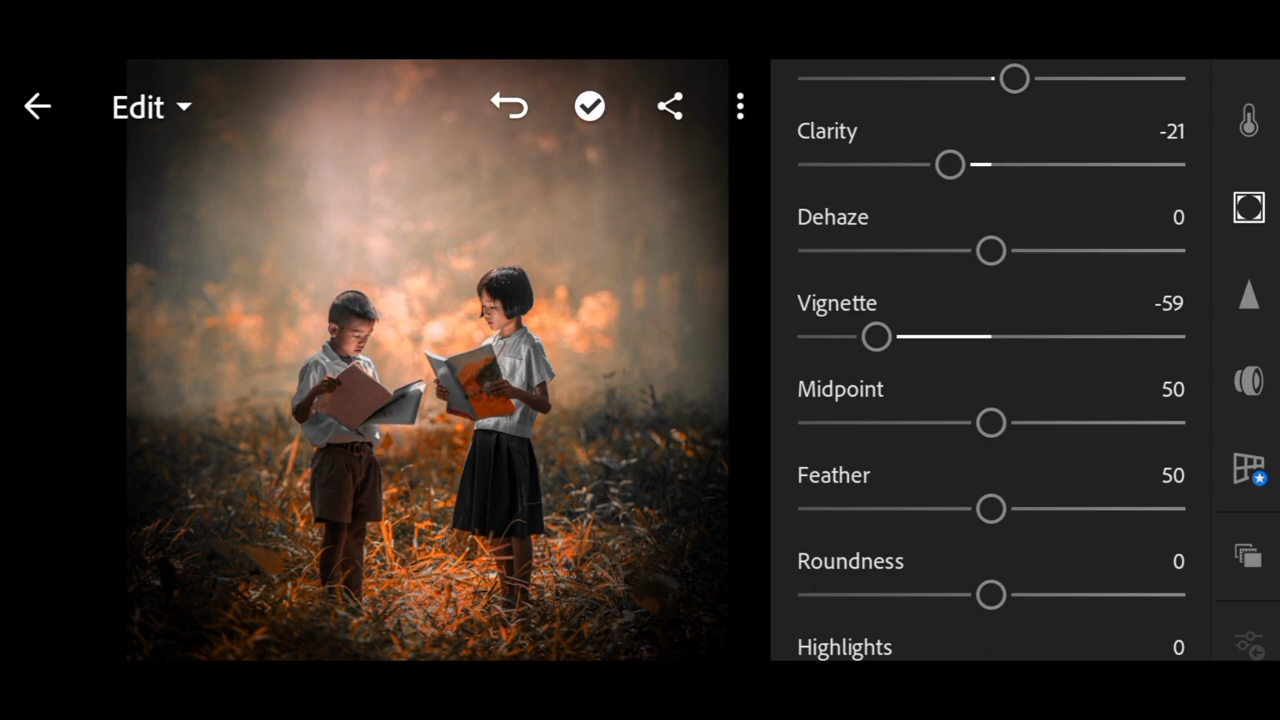 Edit
Clarity -21
Dehaze 0
Vignette -59
Midpoint 50
Feather 50
Roundness 0
Highlights 0